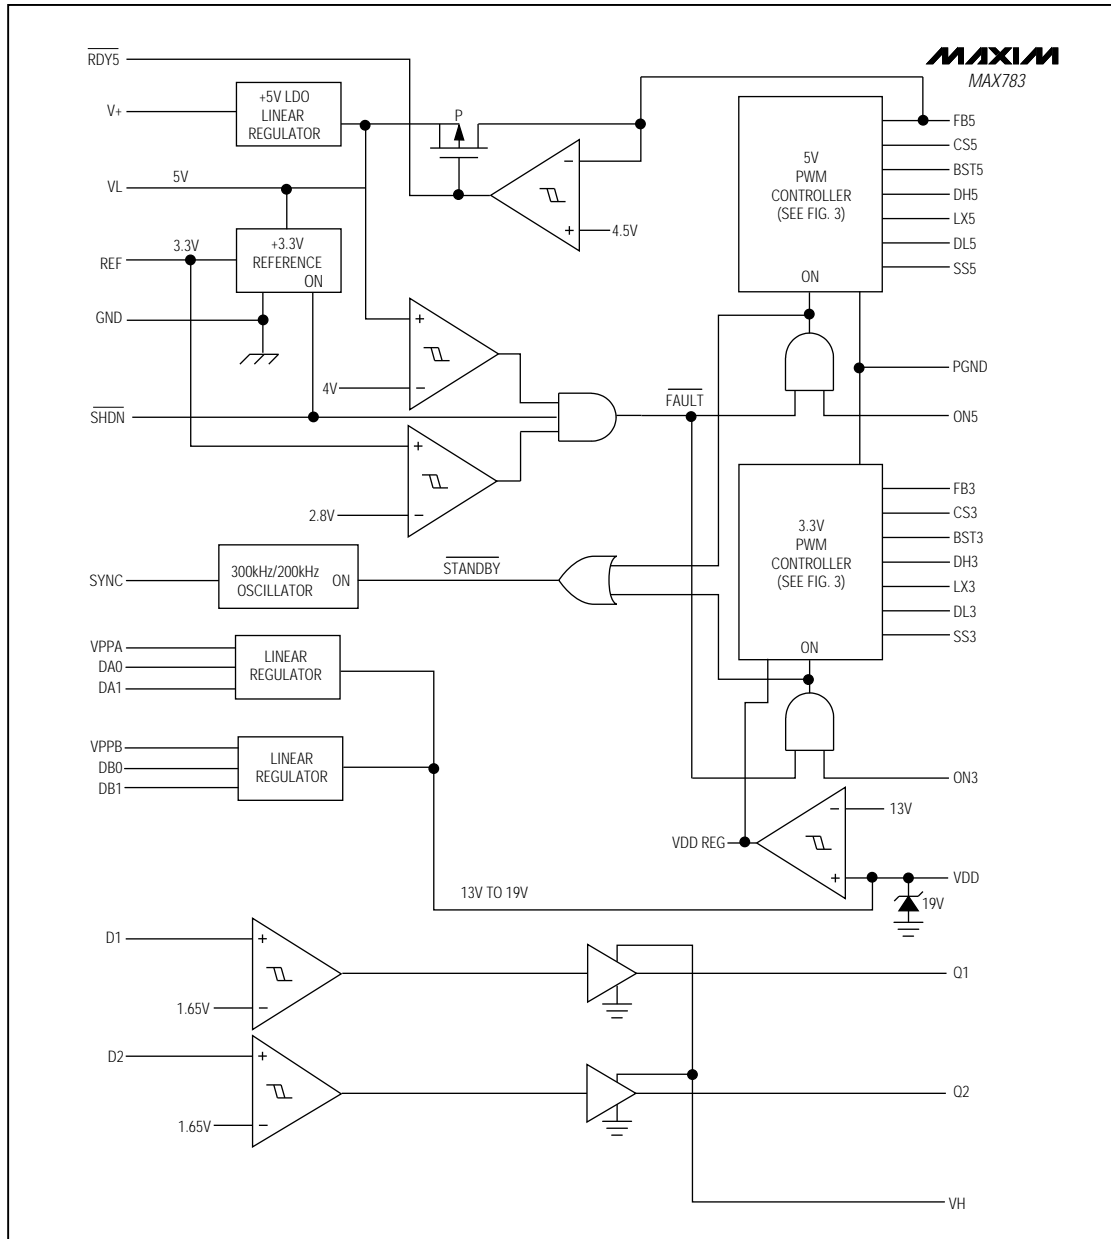 RDY5
MAXIM
MAX783
V+
+5V LDO
LINEAR
REGULATOR
P
VL
5V
–
+
4.5V
REF
3.3V
+3.3V
REFERENCE
ON
GND
5V
PWM
CONTROLLER
(SEE FIG. 3)
ON
FB5
CS5
BST5
DH5
LX5
DL5
SS5
+
4V
–
SHDN
+
2.8V
–
FAULT
PGND
ON5
SYNC
300kHz/200kHz
OSCILLATOR
ON
STANDBY
3.3V
PWM
CONTROLLER
(SEE FIG. 3)
ON
FB3
CS3
BST3
DH3
LX3
DL3
SS3
VPPA
DA0
DA1
LINEAR
REGULATOR
VPPB
DB0
DB1
LINEAR
REGULATOR
ON3
–
13V
VDD REG
+
VDD
19V
13V TO 19V
D1
+
1.65V
–
Q1
D2
+
1.65V
–
Q2
VH